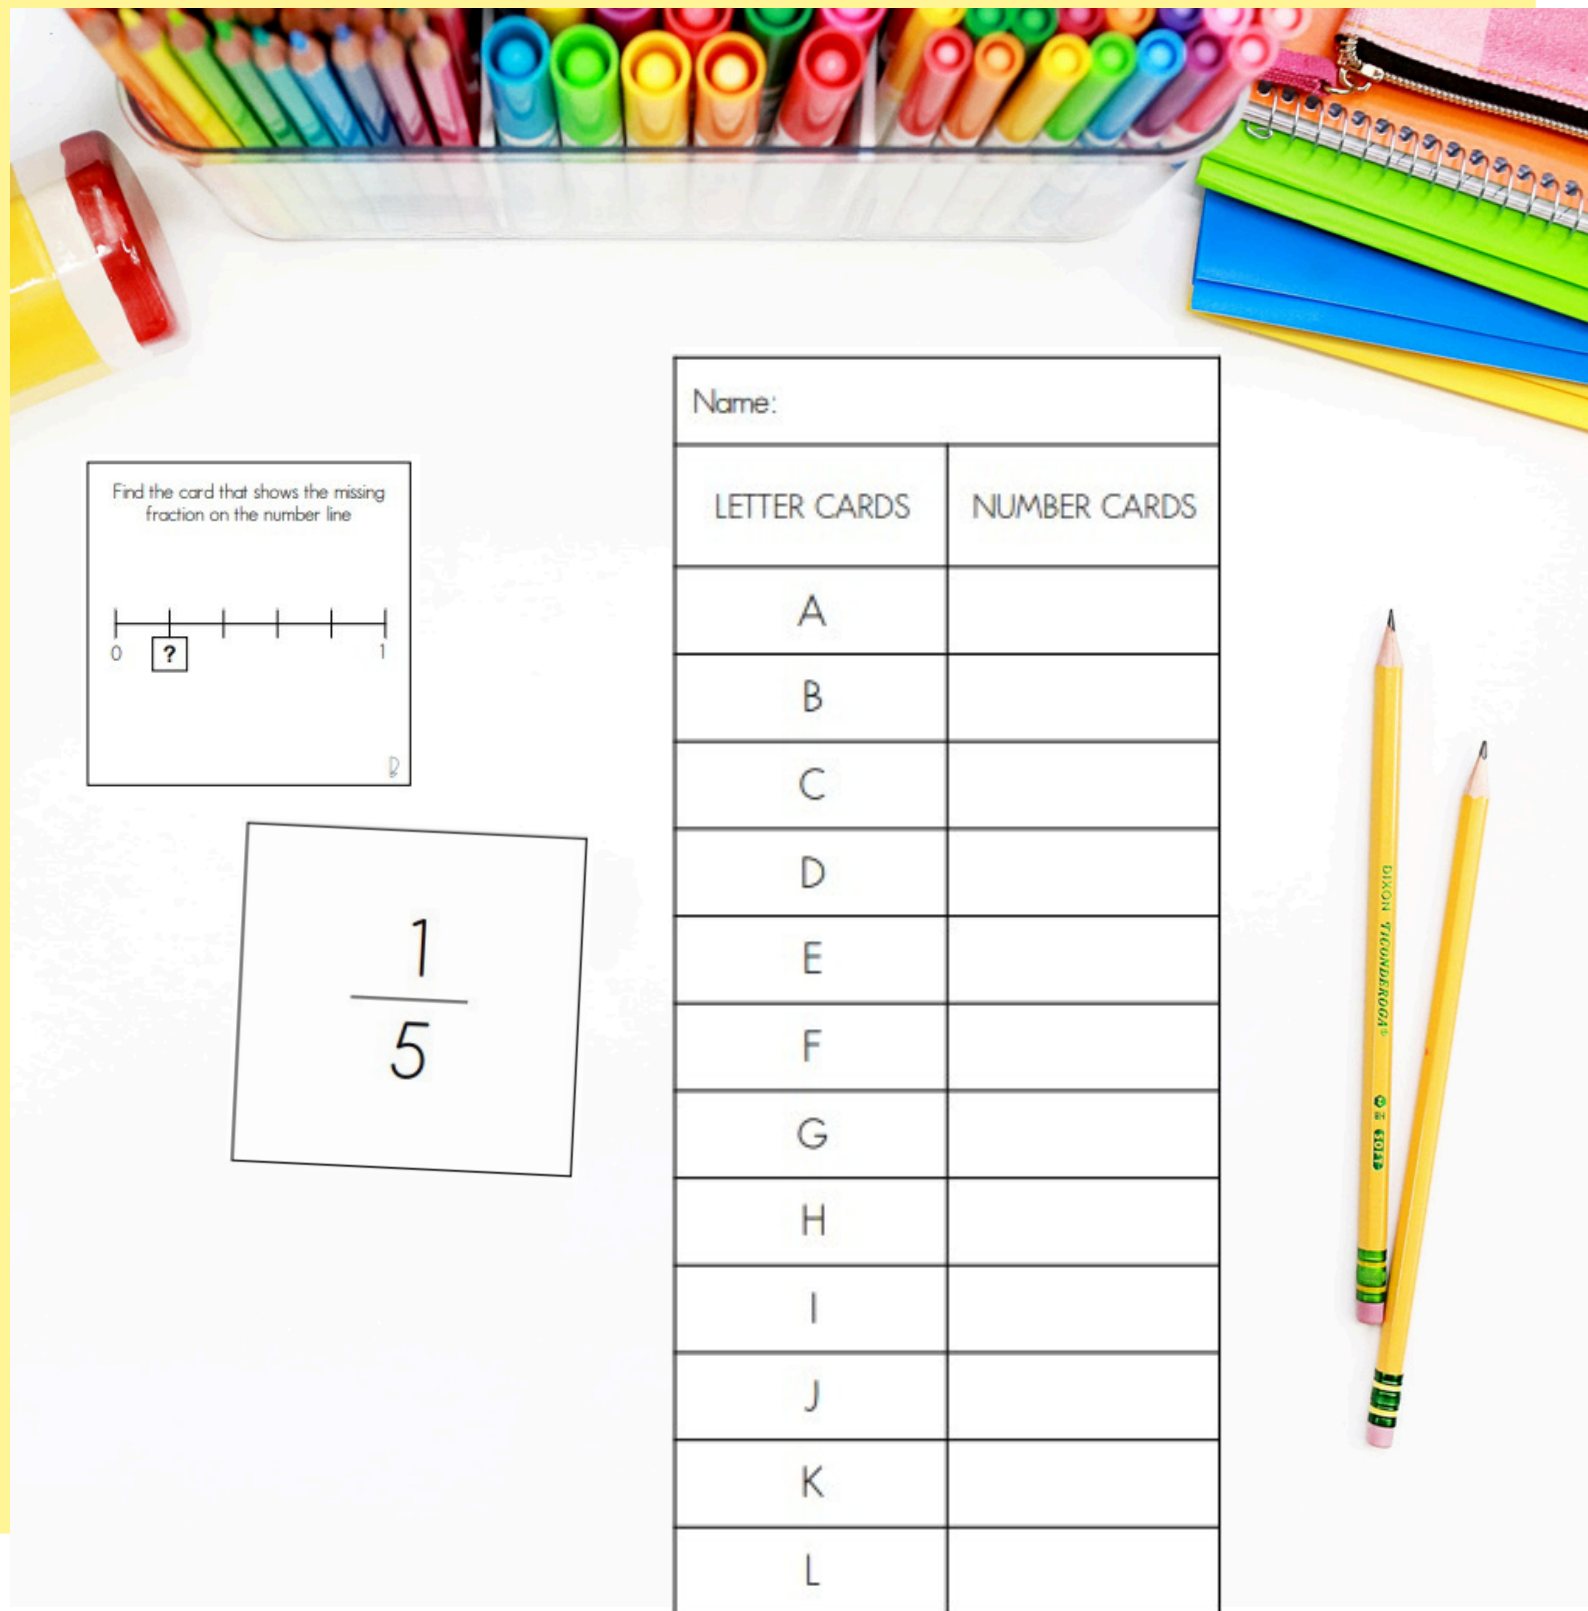 Find the card that shows the missing
fraction on the number line
0
?
1
B
1
5
Name:
LETTER CARDS
NUMBER CARDS
A
B
C
D
E
F
G
H
I
J
K
L
DIXON TICONDEROGA®
SOFT